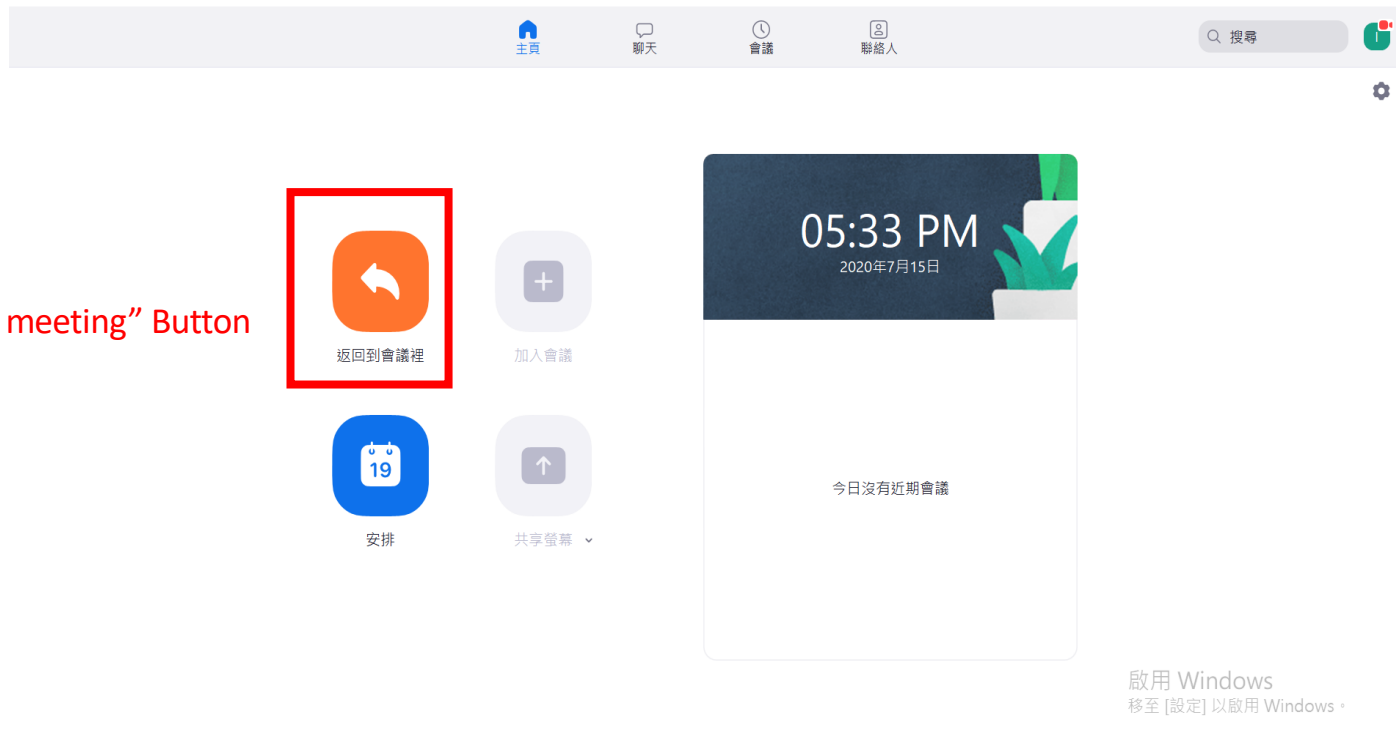 主頁
聊天
會議
聯絡人
搜尋
I
05:33 PM
2020年7月15日
meeting” Button
返回到會議裡
加入會議
19
今日沒有近期會議
安排
共享螢幕
啟用 Windows
移至 [設定] 以啟用 Windows。